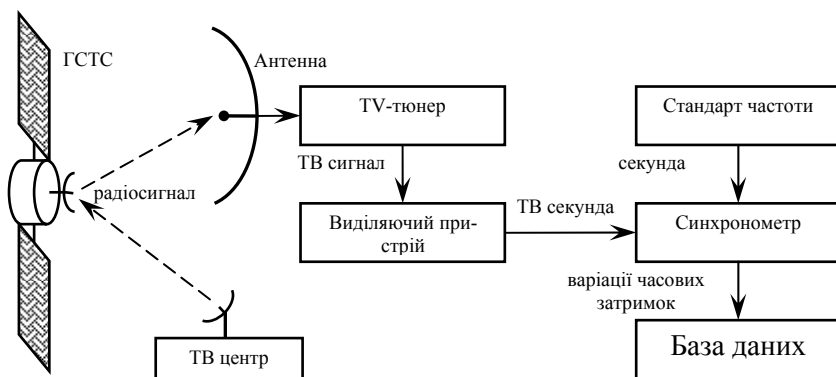 ГСТС
Антенна
TV-тюнер
Стандарт частоти
ТВ сигнал
секунда
радіосигнал
Виділяючий при-
стрій
ТВ секунда
Синхронометр
варіації часових
затримок
ТВ центр
База даних